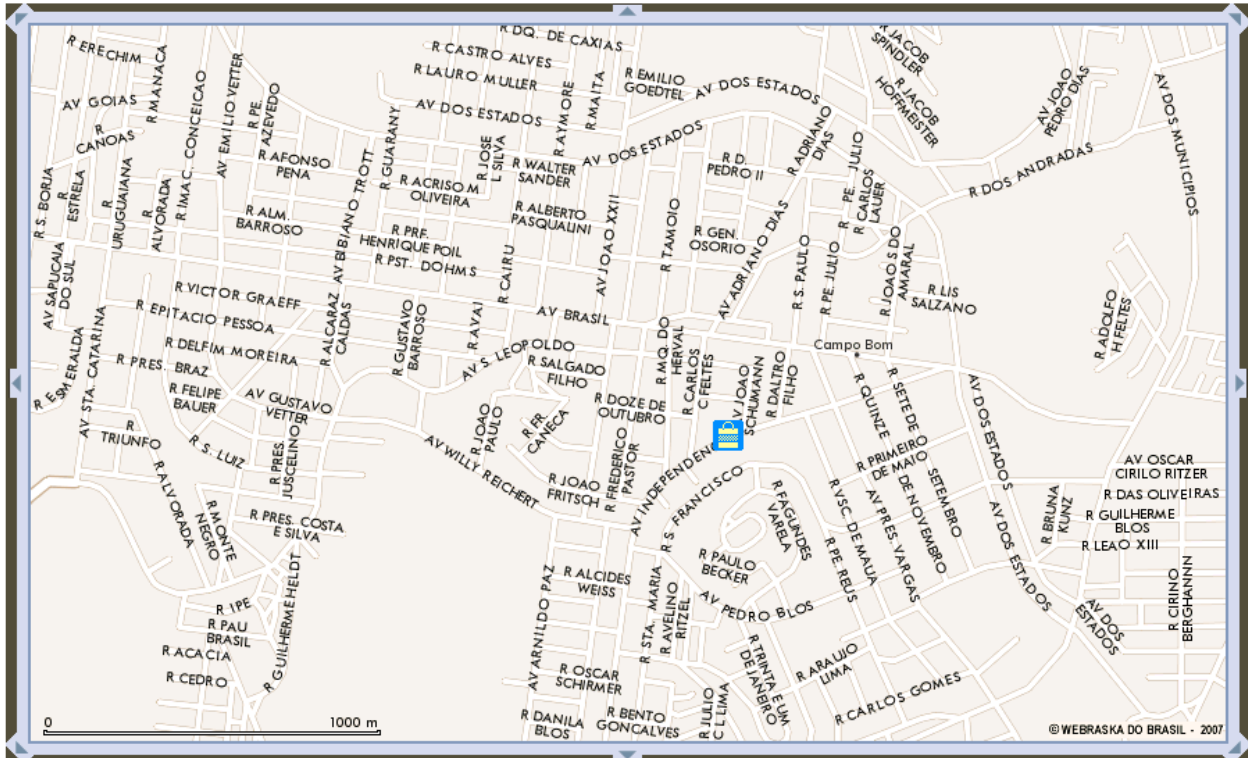 R DQ. DE CAXIAS
R ERECHIM
R MANACA
R CASTRO ALVES
R LAURO MULLER
R EMILIO
GOEDTEL
AV DOS ESTADOS
R JACOB
SPINDLER
R JACOB
HOFFMEISTER
AV JOAO
PEDRO DIAS
AV DOS MUNICIPIOS
AV GOIAS
R
CANOAS
R IMAC. CONCEICAO
AV EMILIO VETTER
R PE.
AZEVEDO
AV DOS ESTADOS
R GUARANY
R JOSE
L SILVA
R AYMORE
R MAITA
AV DOS ESTADOS
R ADRIANO
DIAS
R AFONSO
PENA
R WALTER
SANDER
R D.
PEDRO II
R PE. JULIO
R CARLOS
LAUER
R DOS ANDRADAS
R S. BORJA
R
ESTRELA
R
URUGUAIANA
R
ALVORADA
R ACRISO M
OLIVEIRA
R ALM.
BARROSO
AV BIBIANO TROTT
R ALBERTO
PASQUALINI
R PRF.
HENRIQUE POIL
R PST. DOHMS
R CAIRU
AV JOAO XXII
R TAMOIO
R GEN.
OSORIO
AV ADRIANO DIAS
R S. PAULO
R PE. JULIO
R JOAO S DO
AMARAL
R LIS
SALZANO
AV SAPUCAIA
DO SUL
R VICTOR GRAEFF
R EPITACIO PESSOA
R ALCARAZ
CALDAS
R GUSTAVO
BARROSO
R AVAI
AV BRASIL
R ADOLFO
H FELTES
Campo Bom
R ESMERALDA
AV STA. CATARINA
R DELFIM MOREIRA
R PRES. BRAZ
R FELIPE
BAUER
AV GUSTAVO
VETTER
AV S. LEOPOLDO
R SALGADO
FILHO
R MQ. DO
HERVAL
R CARLOS
C FELTES
AV JOAO
SCHUMANN
R DALTRO
FILHO
R QUINZE
DE NOVEMBRO
R SETE DE
SETEMBRO
AV DOS ESTADOS
R DOZE DE
OUTUBRO
R JOAO
PAULO
R FR.
CANECA
R
TRIUNFO
R S. LUIZ
R PRES.
JUSCELINO
AV WILLY REICHERT
R JOAO
FRITSCH
R FREDERICO
PASTOR
AV INDEPENDENC
R S. FRANCISCO
R PRIMEIRO
DE MAIO
AV OSCAR
CIRILO RITZER
R DAS OLIVEIRAS
R GUILHERME
BLOS
R LEAO XIII
R BRUNA
KUNZ
R ALVORADA
R MONTE
NEGRO
R PRES. COSTA
E SILVA
R FAGUNDES
VARELA
R VSC. DE MAUA
AV PRES. VARGAS
R PE. REUS
AV DOS ESTADOS
R PAULO
BECKER
R GUILHERME HELDT
AV ARNILDO PAZ
R ALCIDES
WEISS
R STA. MARIA
R AVELINO
RITZEL
AV PEDRO BLOS
AV DOS
ESTADOS
R CIRINO
BERGHANNN
R IPE
R PAU
BRASIL
R ACACIA
R CEDRO
R OSCAR
SCHIRMER
R TRINTA E UM
DE JANEIRO
R ARAUJO
LIMA
R CARLOS GOMES
R DANILA
BLOS
R BENTO
GONCALVES
R JULIO
C L LIMA
0 1000 m
© WEBRASKA DO BRASIL - 2007